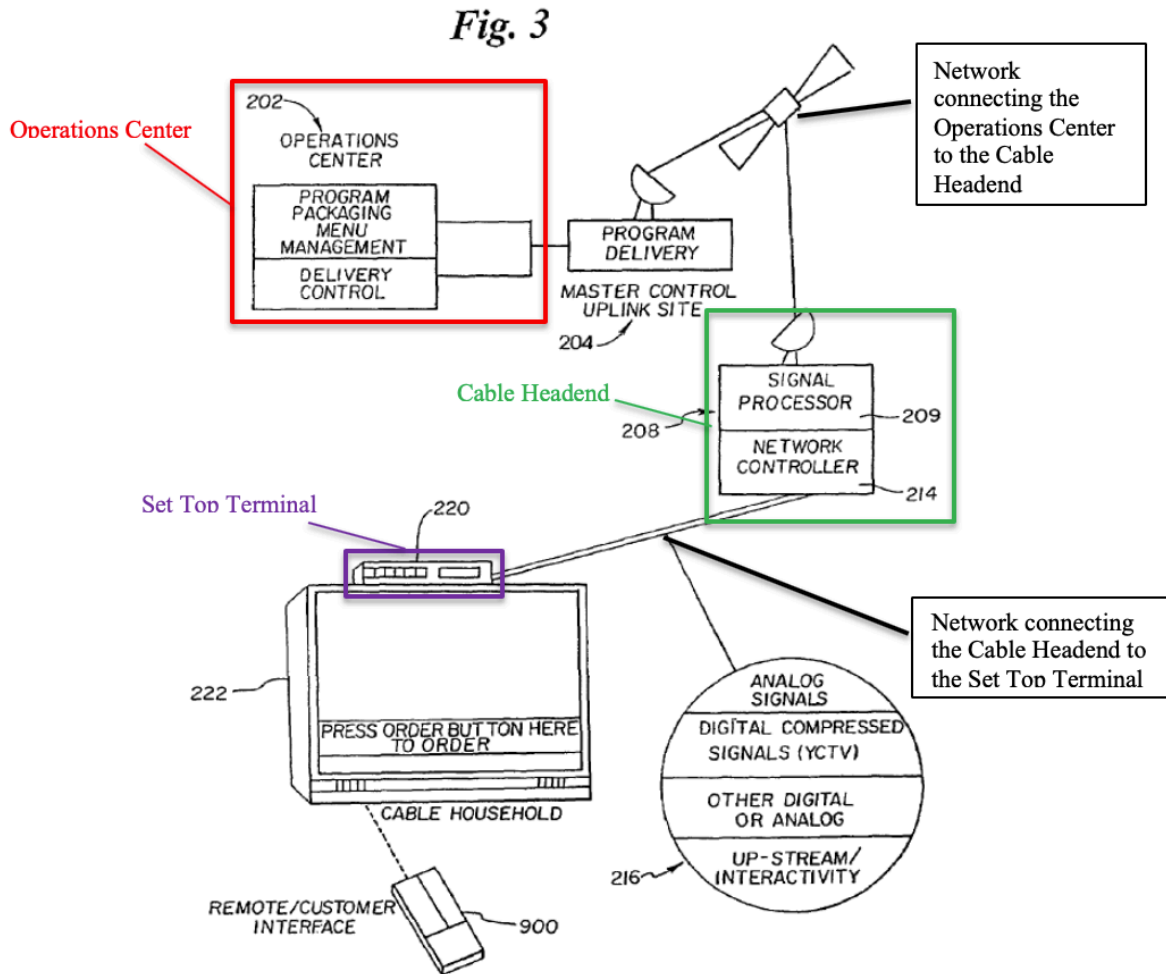 Fig. 3
Network
connecting the
Operations Center
to the Cable
Headend
Operations Center
202
OPERATIONS
CENTER
PROGRAM
PACKAGING
MENU
MANAGEMENT
DELIVERY
CONTROL
PROGRAM
DELIVERY
MASTER CONTROL
UPLINK SITE
204
Cable Headend
208
SIGNAL
PROCESSOR
209
NETWORK
CONTROLLER
214
Set Top Terminal
220
Network connecting
the Cable Headend to
the Set Top Terminal
222
PRESS ORDER BUTTON HERE
TO ORDER
CABLE HOUSEHOLD
ANALOG
SIGNALS
DIGITAL COMPRESSED
SIGNALS (YCTV)
OTHER DIGITAL
OR ANALOG
UP-STREAM/
INTERACTIVITY
216
REMOTE/CUSTOMER
INTERFACE
900